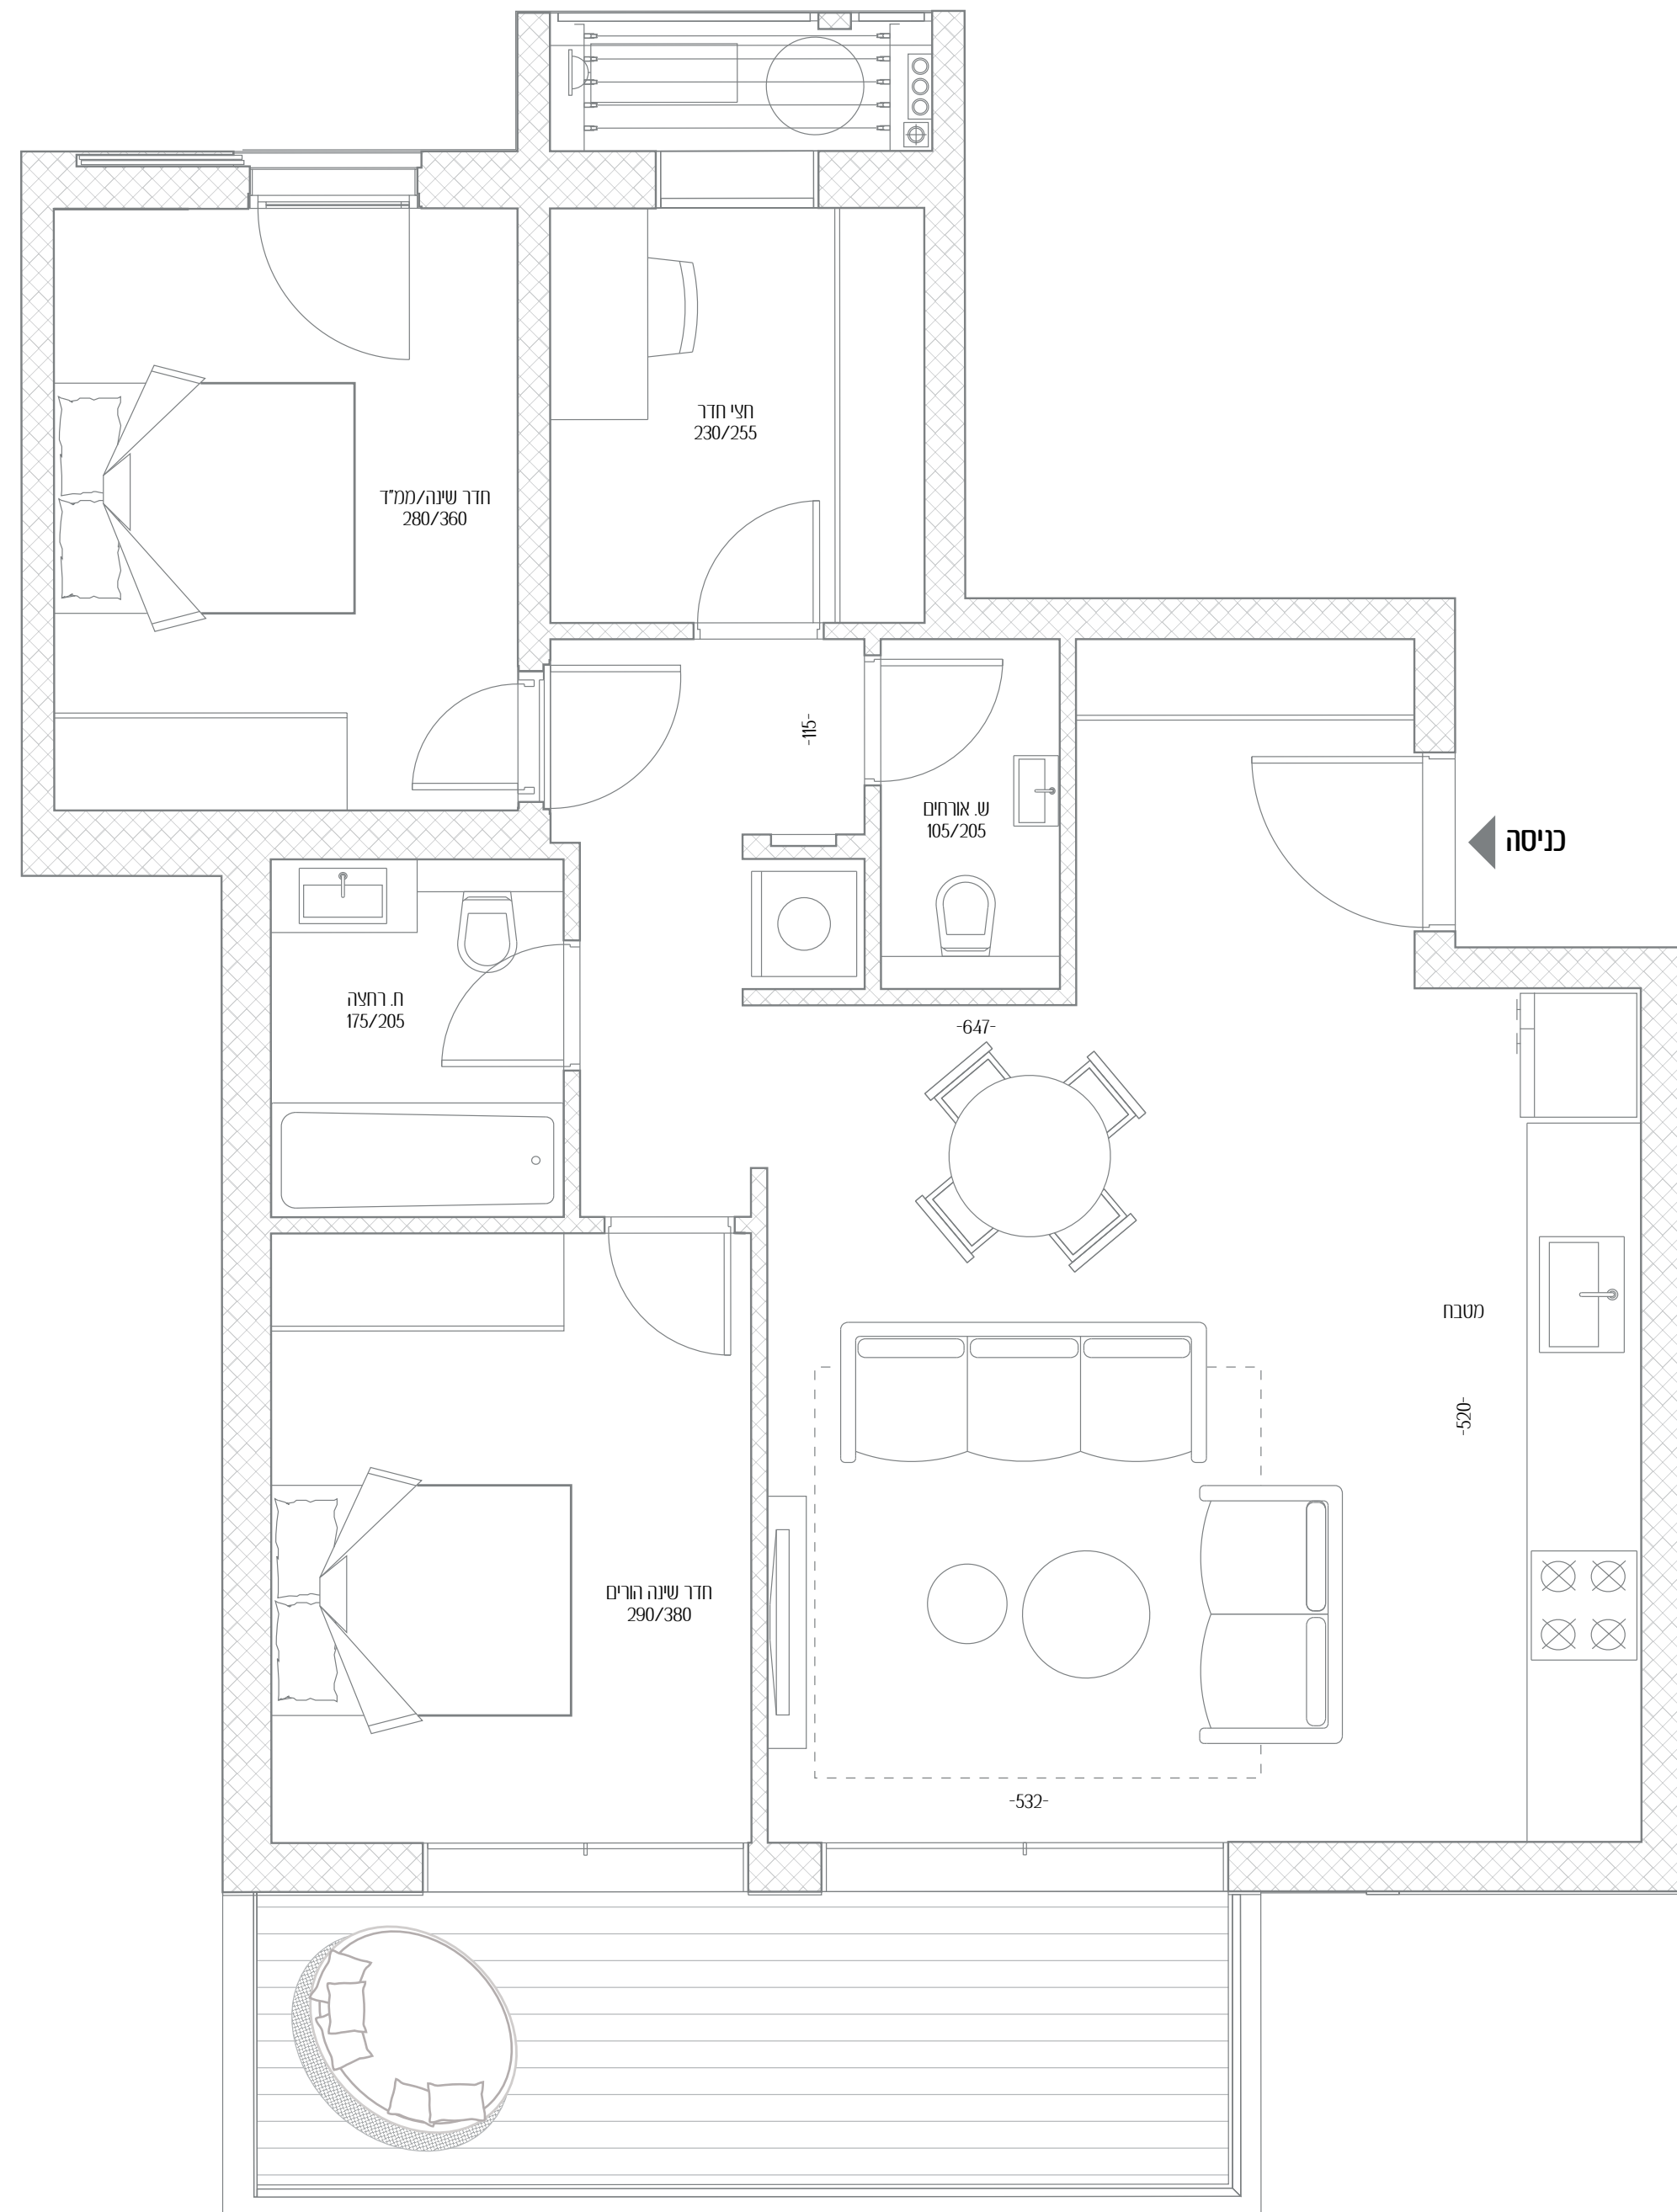 חצי חדר
230/255
חדר שינה/ממ"ד
280/360
-115-
ש. אורחים
105/205
כניסה
ח. רחצה
175/205
-647-
מטבח
-520-
חדר שינה הורים
290/380
-532-